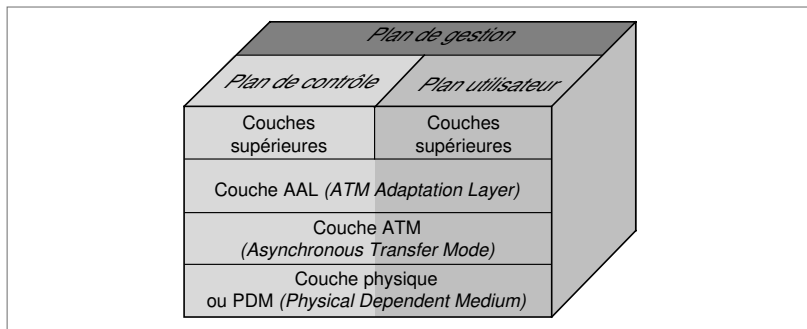 Plan de gestion
Plan de contrôle
Plan utilisateur
Couches
supérieures
Couches
supérieures
Couche AAL (ATM Adaptation Layer)
Couche ATM
(Asynchronous Transfer Mode)
Couche physique
ou PDM (Physical Dependent Medium)